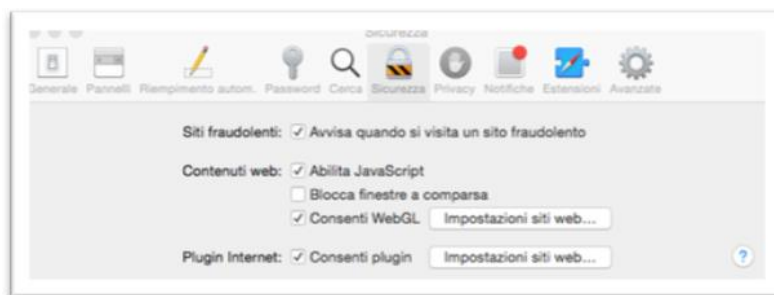 Sicurezza
Generale Pannelli Riempimento autom. Password Cerca Sicurezza Privacy Notifiche Estensioni Avanzate
Siti fraudolenti: Avvisa quando si visita un sito fraudolento
Contenuti web: Abilita JavaScript
Blocca finestre a comparsa
Consenti WebGL Impostazioni siti web...
Plugin Internet: Consenti plugin Impostazioni siti web... ?